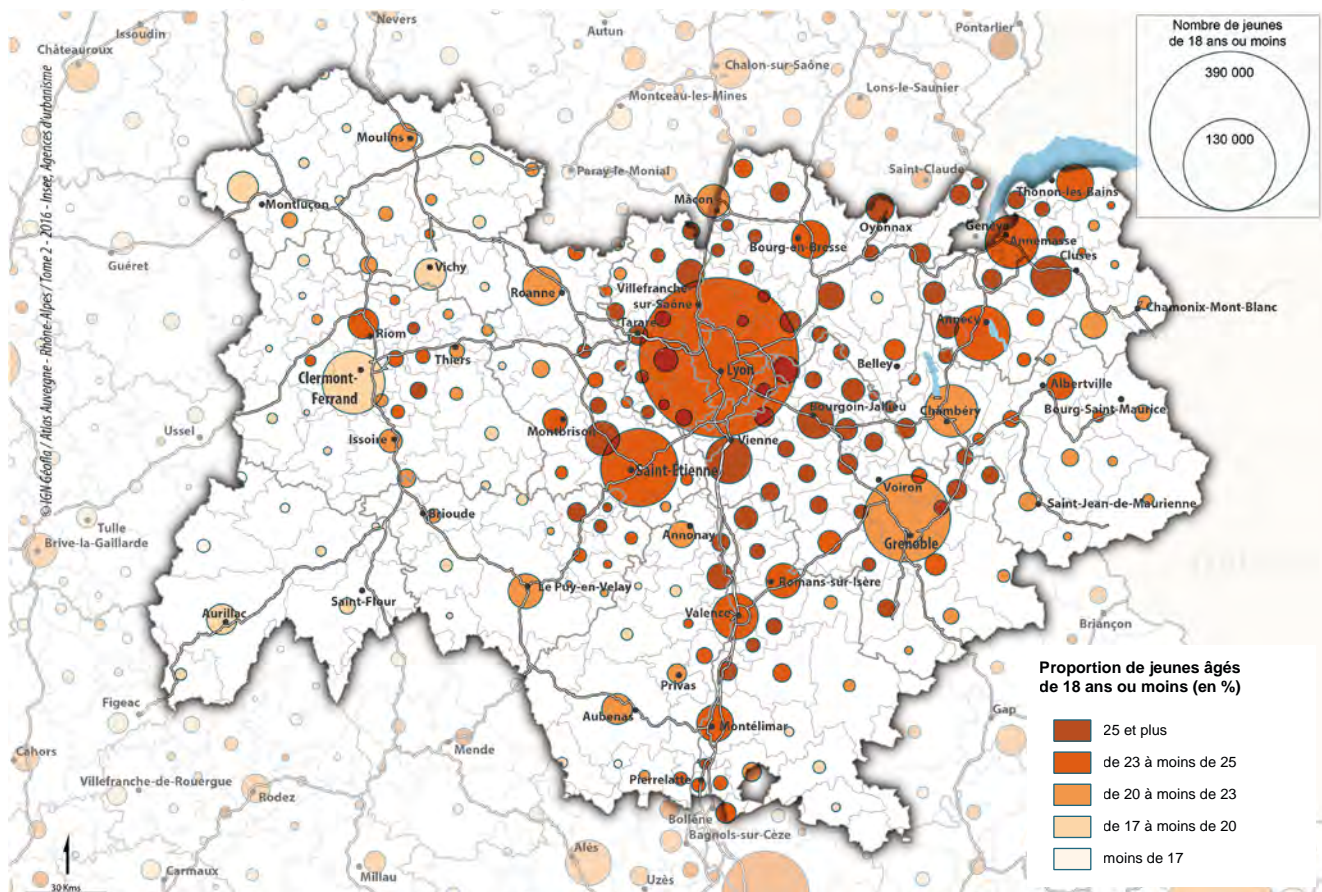 Nevers
Issoudun
Autun
Pontarlier
Châteauroux
Chalon-sur-Saône
Montceau-les-Mines
Lons-le-Saunier
Nombre de jeunes
de 18 ans ou moins
390 000
130 000
© IGN Géofla / Atlas Auvergne - Rhône-Alpes / Tome 2 - 2016 - Insee, Agences d'urbanisme
Moulins
Paray-le-Monial
Saint-Claude
Thonon-les Bains
Montluçon
Mâcon
Oyonnax
Genève
Annemasse
Bourg-en-Bresse
Cluses
Guéret
Vichy
Roanne
Villefranche
sur-Saône
Chamonix-Mont-Blanc
Tarare
Annecy
Riom
Thiers
Clermont-
Ferrand
Lyon
Belley
Albertville
Bourg-Saint-Maurice
Bourgoin-Jallieu
Chambéry
Ussel
Issoire
Montbrison
Vienne
Saint-Etienne
Voiron
Saint-Jean-de-Maurienne
Tulle
Brive-la-Gaillarde
Brioude
Annonay
Grenoble
Le Puy-en-Velay
Romans-sur-Isère
Saint-Flour
Aurillac
Valence
Briançon
Privas
Figeac
Aubenas
Montélimar
Gap
Mende
Cahors
Villefranche-de-Rouergue
Rodez
Pierrelatte
Bollène
Bagnols-sur-Cèze
Alès
Uzès
Millau
Carmaux
30 Kms
Proportion de jeunes âgés
de 18 ans ou moins (en %)
25 et plus
de 23 à moins de 25
de 20 à moins de 23
de 17 à moins de 20
moins de 17